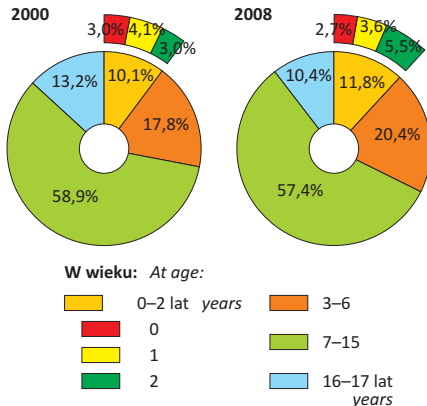 2000
3,0% 4,1% 3,0%
10,1%
13,2%
17,8%
58,9%
2008
2,7% 3,6% 5,5%
11,8%
10,4%
20,4%
57,4%
W wieku: At age:
0–2 lat years
0
1
2
3–6
7–15
16–17 lat
years